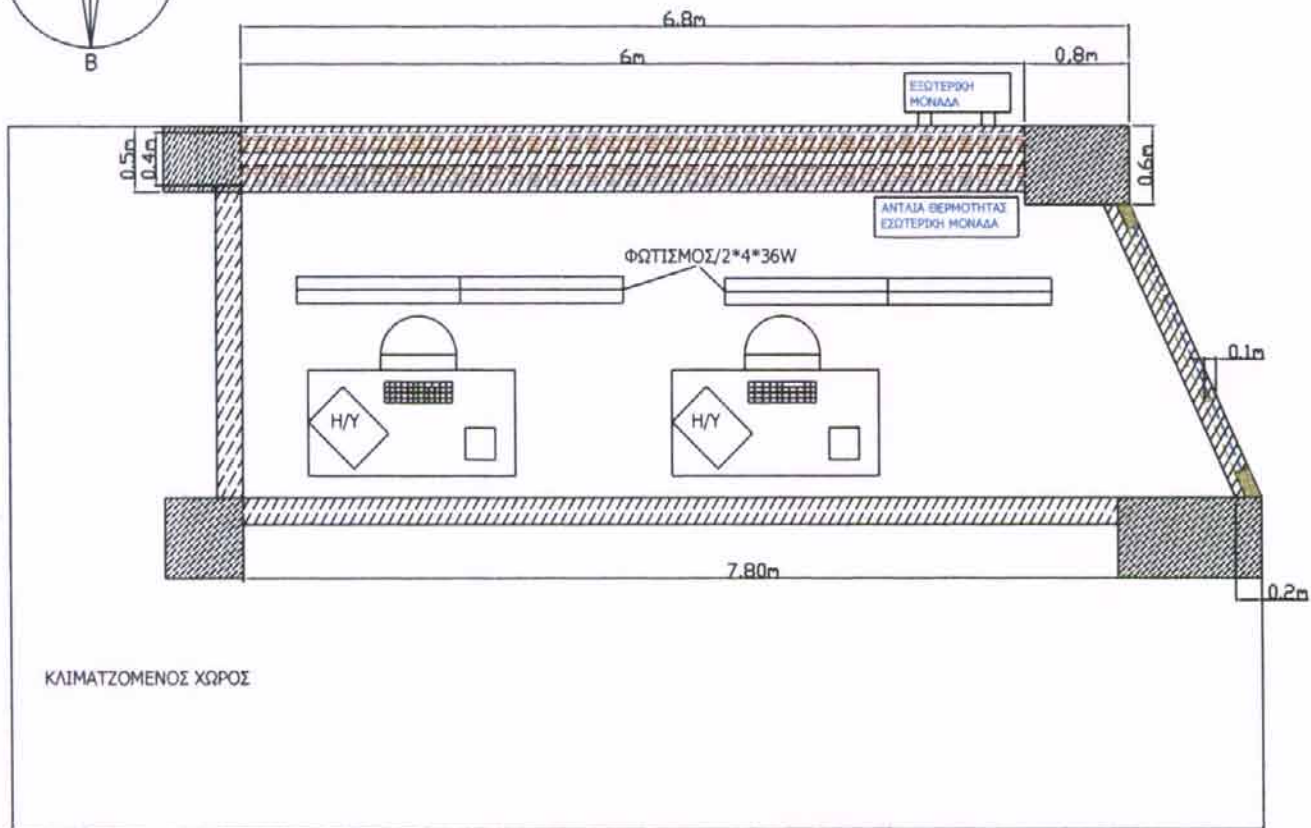 Β
6.8m
6m
0.8m
ΕΞΩΤΕΡΙΚΗ
ΜΟΝΑΔΑ
0.5m
0.4m
0.6m
ΑΝΤΛΙΑ ΘΕΡΜΟΤΗΤΑΣ
ΕΣΩΤΕΡΙΚΗ ΜΟΝΑΔΑ
ΦΩΤΙΣΜΟΣ/2*4*36W
0.1m
Η/Υ
Η/Υ
7.80m
0.2m
ΚΛΙΜΑΤΖΟΜΕΝΟΣ ΧΩΡΟΣ